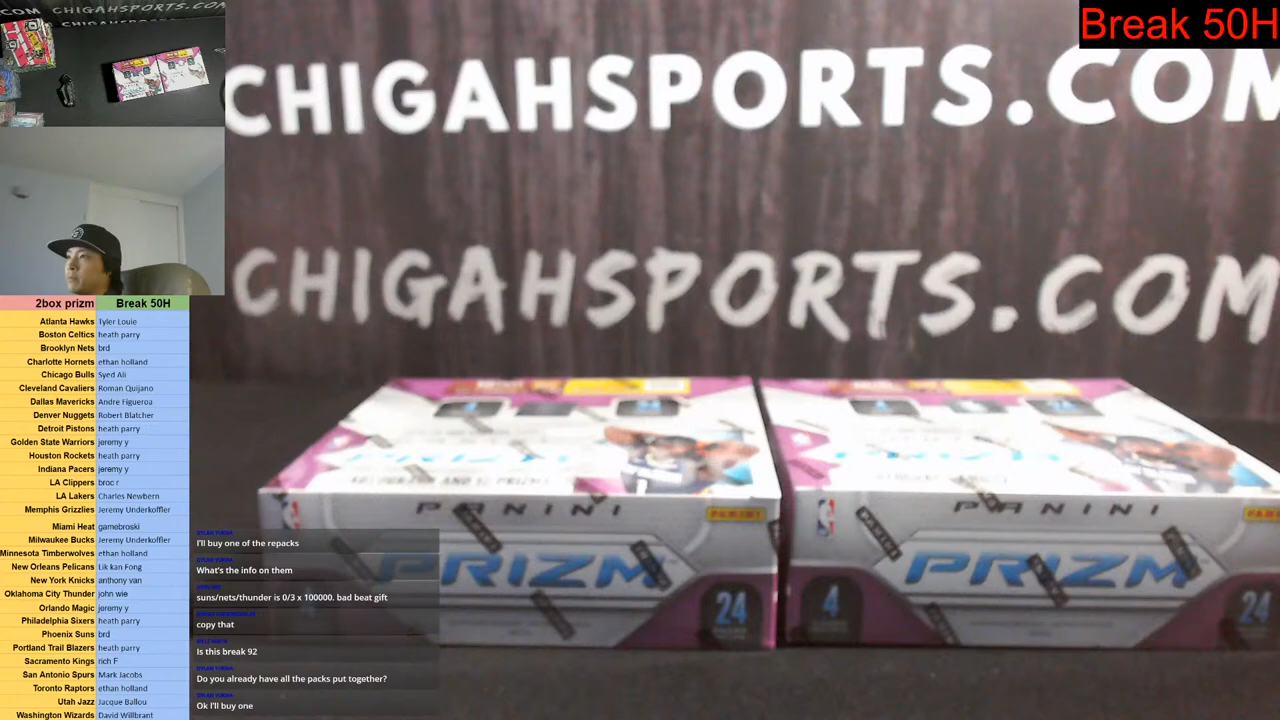 COM CHIGAHSPORTS.CO
Break 50H
CHIGAHSPORTS.COM
CHIGAHSPORTS.COM
2box prizm Break 50H
Atlanta Hawks Tyler Louie
Boston Celtics heath parry
Brooklyn Nets brd
Charlotte Hornets ethan holland
Chicago Bulls Syed Ali
Cleveland Cavaliers Roman Quijano
Dallas Mavericks Andre Figueroa
Denver Nuggets Robert Blatcher
Detroit Pistons heath parry
Golden State Warriors jeremy y
Houston Rockets heath parry
Indiana Pacers jeremy y
LA Clippers broc r
LA Lakers Charles Newbern
Memphis Grizzlies Jeremy Underkoffler
Miami Heat gamebroski
Milwaukee Bucks Jeremy Underkoffler
Minnesota Timberwolves ethan holland
New Orleans Pelicans Lik kan Fong
New York Knicks anthony van
Oklahoma City Thunder john wie
Orlando Magic jeremy y
Philadelphia Sixers heath parry
Phoenix Suns brd
Portland Trail Blazers heath parry
Sacramento Kings rich F
San Antonio Spurs Mark Jacobs
Toronto Raptors ethan holland
Utah Jazz Jacque Ballou
Washington Wizards David Willbrant
I'll buy one of the repacks
What's the info on them
suns/nets/thunder is 0/3 x 100000. bad beat gift
copy that
Is this break 92
Do you already have all the packs put together?
Ok I'll buy one
PANINI
PANINI
PRIZM
24
PANINI
PRIZM
4
24